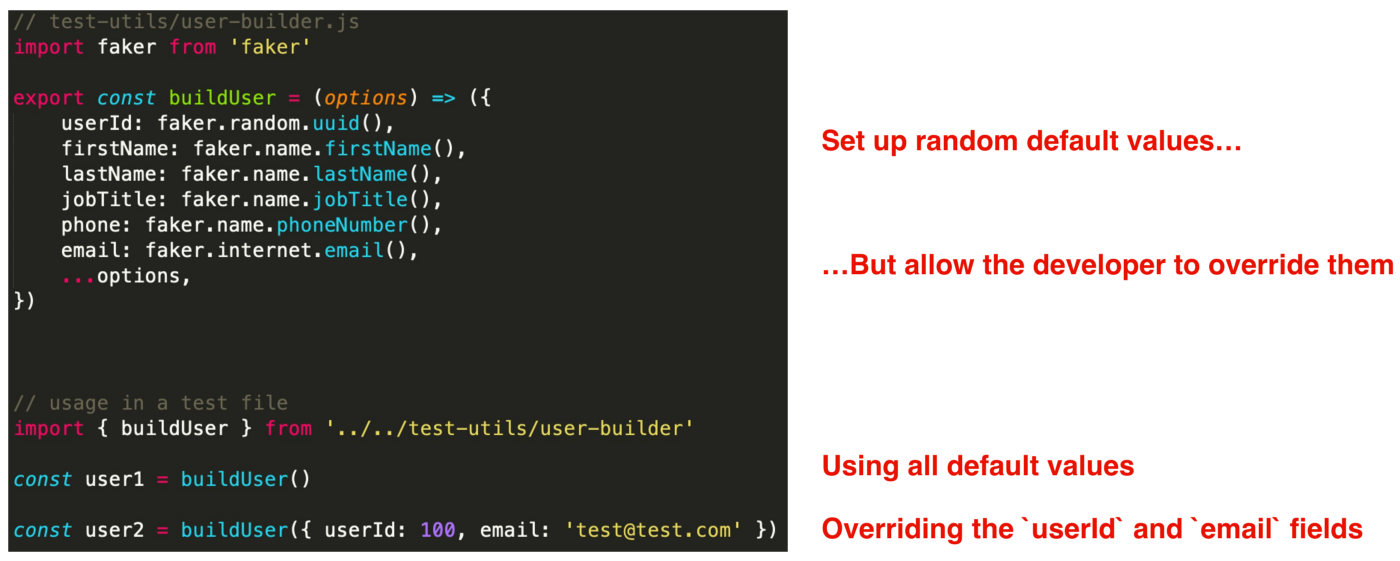 // test-utils/user-builder.js
import faker from 'faker'
export const buildUser = (options) => ({
    userId: faker.random.uuid(),
    firstName: faker.name.firstName(),
    lastName: faker.name.lastName(),
    jobTitle: faker.name.jobTitle(),
    phone: faker.name.phoneNumber(),
    email: faker.internet.email(),
    ...options,
})
Set up random default values…
…But allow the developer to override them
// usage in a test file
import { buildUser } from '../../test-utils/user-builder'
const user1 = buildUser()
Using all default values
const user2 = buildUser({ userId: 100, email: 'test@test.com' })
Overriding the `userId` and `email` fields